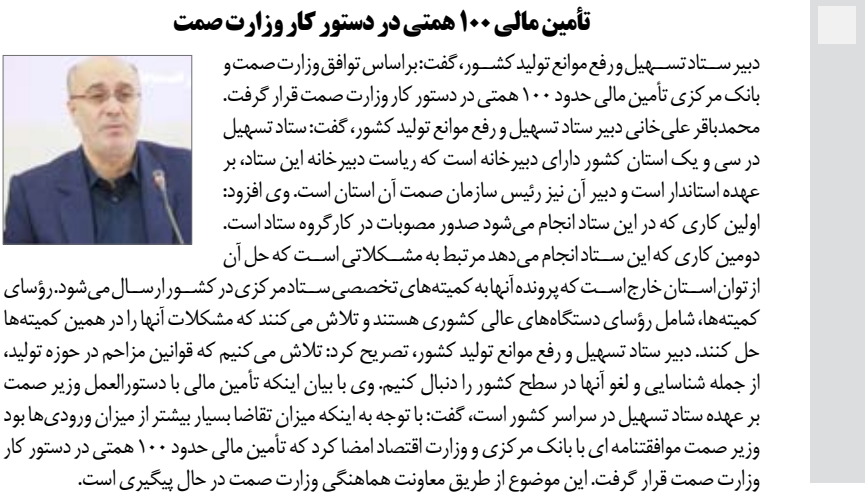 تأمین مالی ۱۰۰ همتی در دستور کار وزارت صمت
دبیر ستاد تسهیل و رفع موانع تولید کشور، گفت: براساس توافق وزارت صمت و
بانک مرکزی تأمین مالی حدود ۱۰۰ همتی در دستور کار وزارت صمت قرار گرفت.
محمدباقر علی‌خانی دبیر ستاد تسهیل و رفع موانع تولید کشور، گفت: ستاد تسهیل
در سی و یک استان کشور دارای دبیرخانه است که ریاست دبیرخانه این ستاد، بر
عهده استاندار است و دبیر آن نیز رئیس سازمان صمت آن استان است. وی افزود:
اولین کاری که در این ستاد انجام می‌شود صدور مصوبات در کارگروه ستاد است.
دومین کاری که این ستاد انجام می‌دهد مرتبط به مشکلاتی است که حل آن
از توان استان خارج است که پرونده آنها به کمیته‌های تخصصی ستاد مرکزی در کشور ارسال می‌شود. رؤسای
کمیته‌ها، شامل رؤسای دستگاه‌های عالی کشوری هستند و تلاش می‌کنند که مشکلات آنها را در همین کمیته‌ها
حل کنند. دبیر ستاد تسهیل و رفع موانع تولید کشور، تصریح کرد: تلاش می‌کنیم که قوانین مزاحم در حوزه تولید،
از جمله شناسایی و لغو آنها در سطح کشور را دنبال کنیم. وی با بیان اینکه تأمین مالی با دستورالعمل وزیر صمت
بر عهده ستاد تسهیل در سراسر کشور است، گفت: با توجه به اینکه میزان تقاضا بسیار بیشتر از میزان ورودی‌ها بود
وزیر صمت موافقتنامه ای با بانک مرکزی و وزارت اقتصاد امضا کرد که تأمین مالی حدود ۱۰۰ همتی در دستور کار
وزارت صمت قرار گرفت. این موضوع از طریق معاونت هماهنگی وزارت صمت در حال پیگیری است.